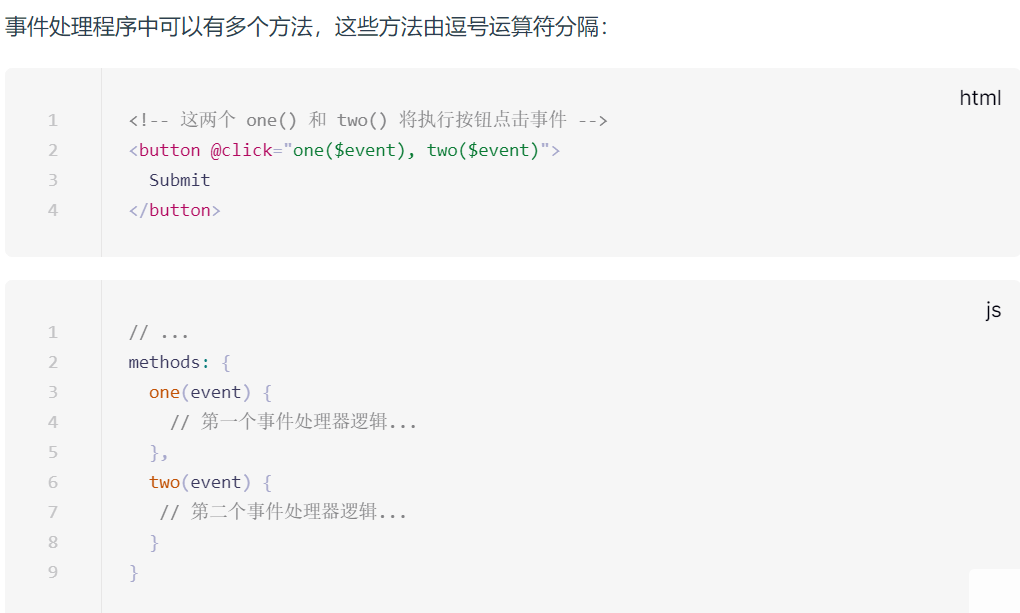 事件处理程序中可以有多个方法，这些方法由逗号运算符分隔：
html
1 <!-- 这两个 one() 和 two() 将执行按钮点击事件 -->
2 <button @click="one($event), two($event)">
3   Submit
4 </button>
js
1 // ...
2 methods: {
3   one(event) {
4     // 第一个事件处理器逻辑...
5   },
6   two(event) {
7    // 第二个事件处理器逻辑...
8   }
9 }